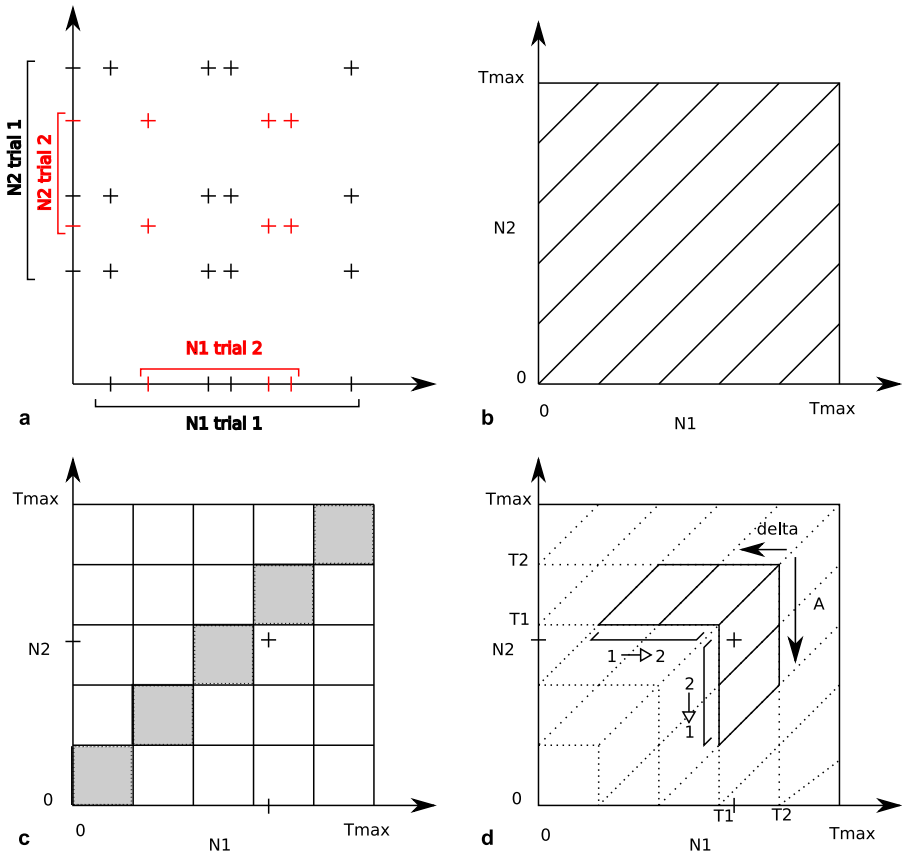 N2 trial 1
N2 trial 2
N1 trial 2
N1 trial 1
a
Tmax
N2
0
0
N1
Tmax
b
Tmax
N2
0
0
N1
Tmax
c
Tmax
delta
T2
A
T1
N2
1 2
2
1
0
0
N1
T1
T2
Tmax
d